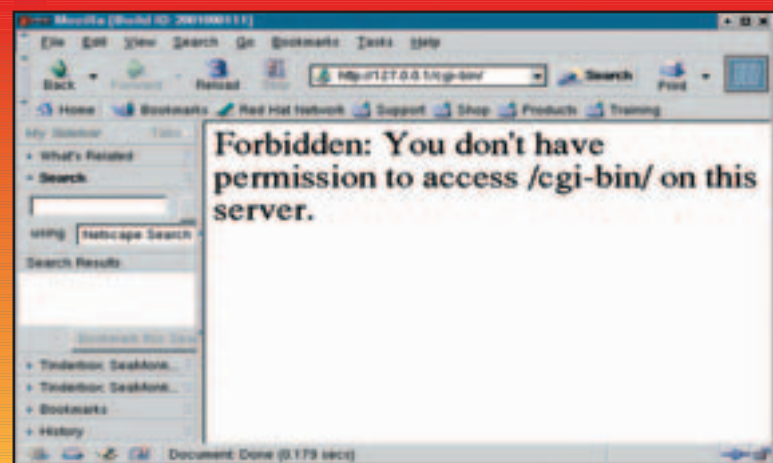 Mozilla {Build ID: 2001090111}
File Edit View Search Go Bookmarks Tasks Help
Back Forward Reload Stop http://127.0.0.1/cgi-bin/ Search Print
Home Bookmarks Red Hat Network Support Shop Products Training
My Sidebar Tabs
What's Related
Search
using Netscape Search
Search Results
Bookmark this
Tinderbox: SeaMonk...
Tinderbox: SeaMonk...
Bookmarks
History
Forbidden: You don't have
permission to access /cgi-bin/ on this
server.
Document: Done (0.179 secs)